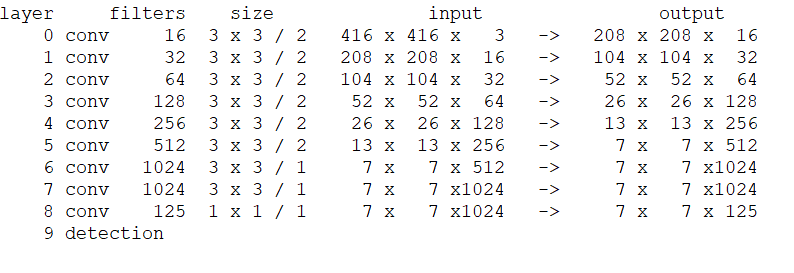 layer     filters    size              input                output
    0 conv     16  3 x 3 / 2   416 x 416 x   3   ->   208 x 208 x  16
    1 conv     32  3 x 3 / 2   208 x 208 x  16   ->   104 x 104 x  32
    2 conv     64  3 x 3 / 2   104 x 104 x  32   ->    52 x  52 x  64
    3 conv    128  3 x 3 / 2    52 x  52 x  64   ->    26 x  26 x 128
    4 conv    256  3 x 3 / 2    26 x  26 x 128   ->    13 x  13 x 256
    5 conv    512  3 x 3 / 2    13 x  13 x 256   ->     7 x   7 x 512
    6 conv   1024  3 x 3 / 1     7 x   7 x 512   ->     7 x   7 x1024
    7 conv   1024  3 x 3 / 1     7 x   7 x1024   ->     7 x   7 x1024
    8 conv    125  1 x 1 / 1     7 x   7 x1024   ->     7 x   7 x 125
    9 detection